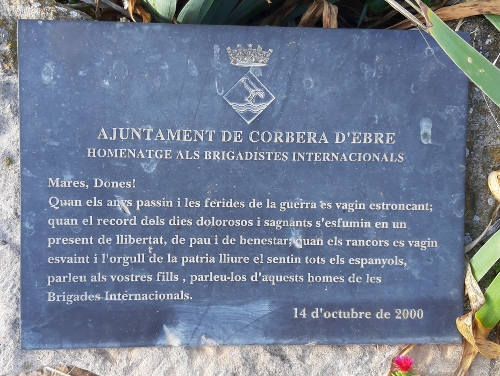 AJUNTAMENT DE CORBERA D'EBRE
HOMENATGE ALS BRIGADISTES INTERNACIONALS
Mares, Dones!
Quan els anys passin i les ferides de la guerra es vagin estroncant;
quan el record dels dies dolorosos i sagnants s'esfumin en un
present de llibertat, de pau i de benestar; quan els rancors es vagin
esvaint i l'orgull de la patria lliure el sentin tots els espanyols,
parleu als vostres fills , parleu-los d'aquests homes de les
Brigades Internacionals.
14 d'octubre de 2000